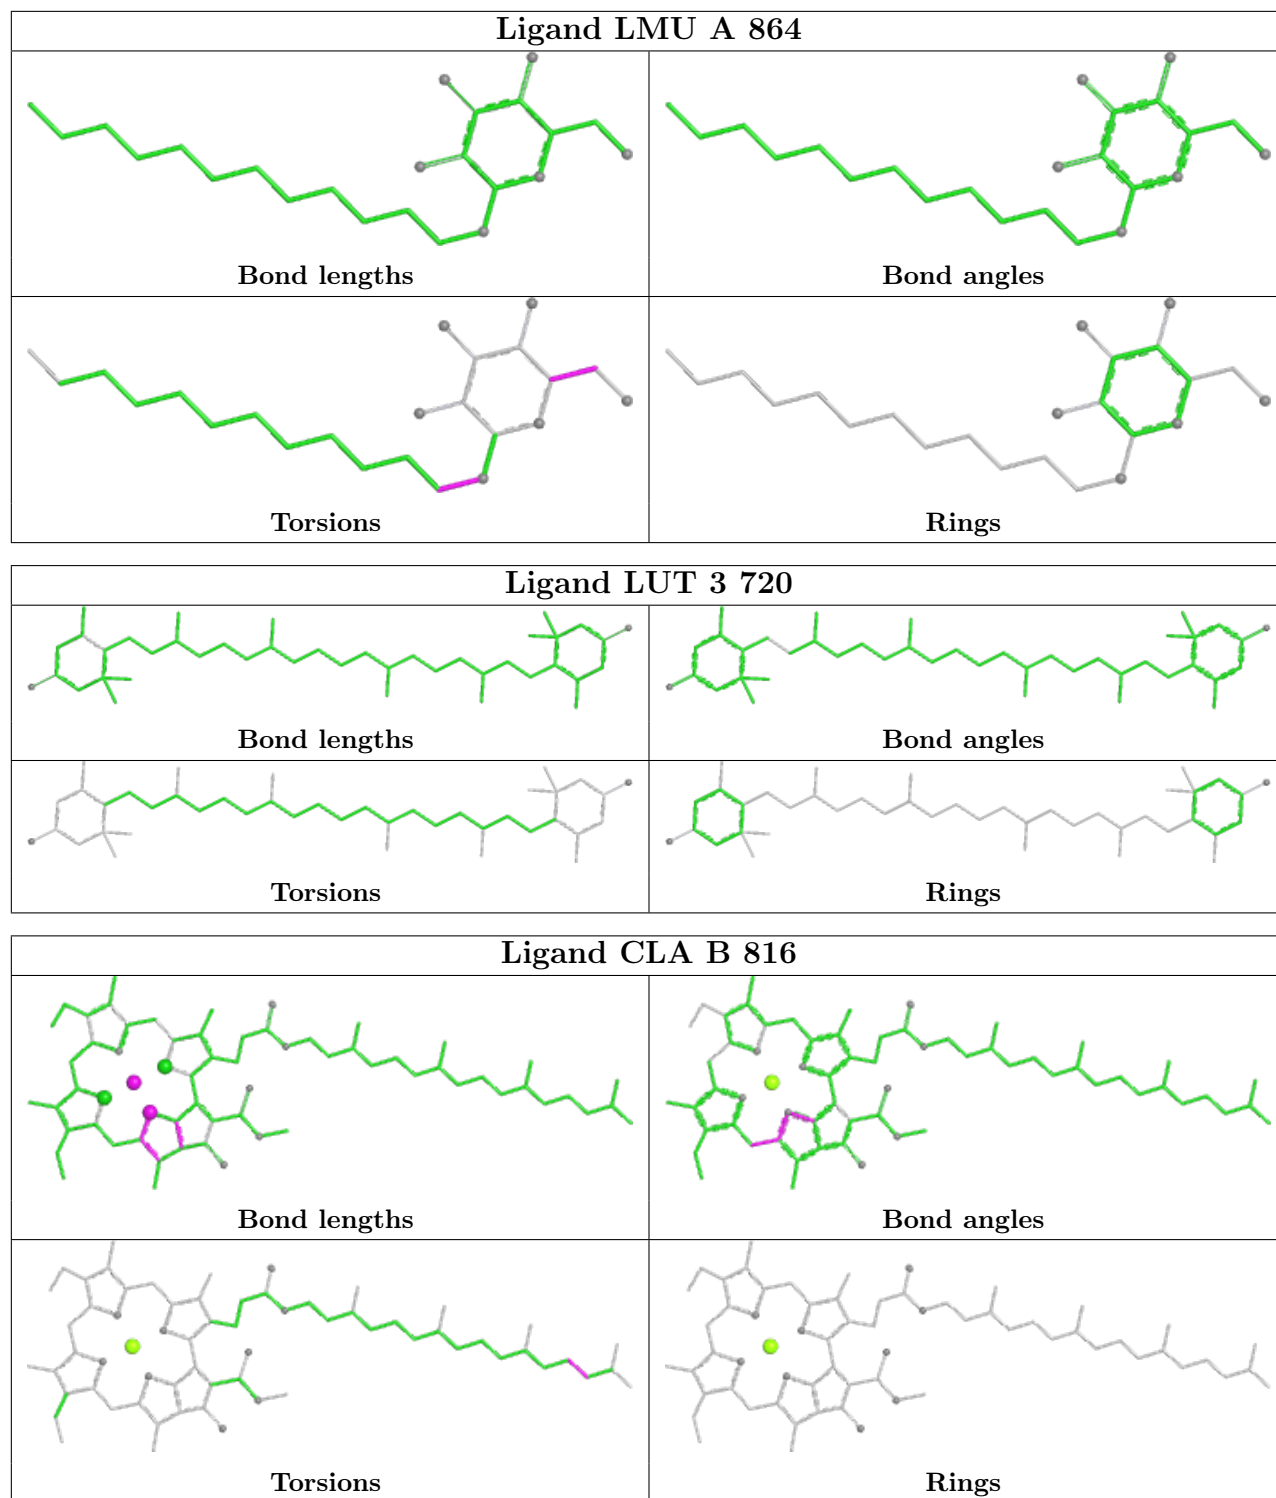 Ligand LMU A 864
Bond lengths
Bond angles
Torsions
Rings
Ligand LUT 3 720
Bond lengths
Bond angles
Torsions
Rings
Ligand CLA B 816
Bond lengths
Bond angles
Torsions
Rings